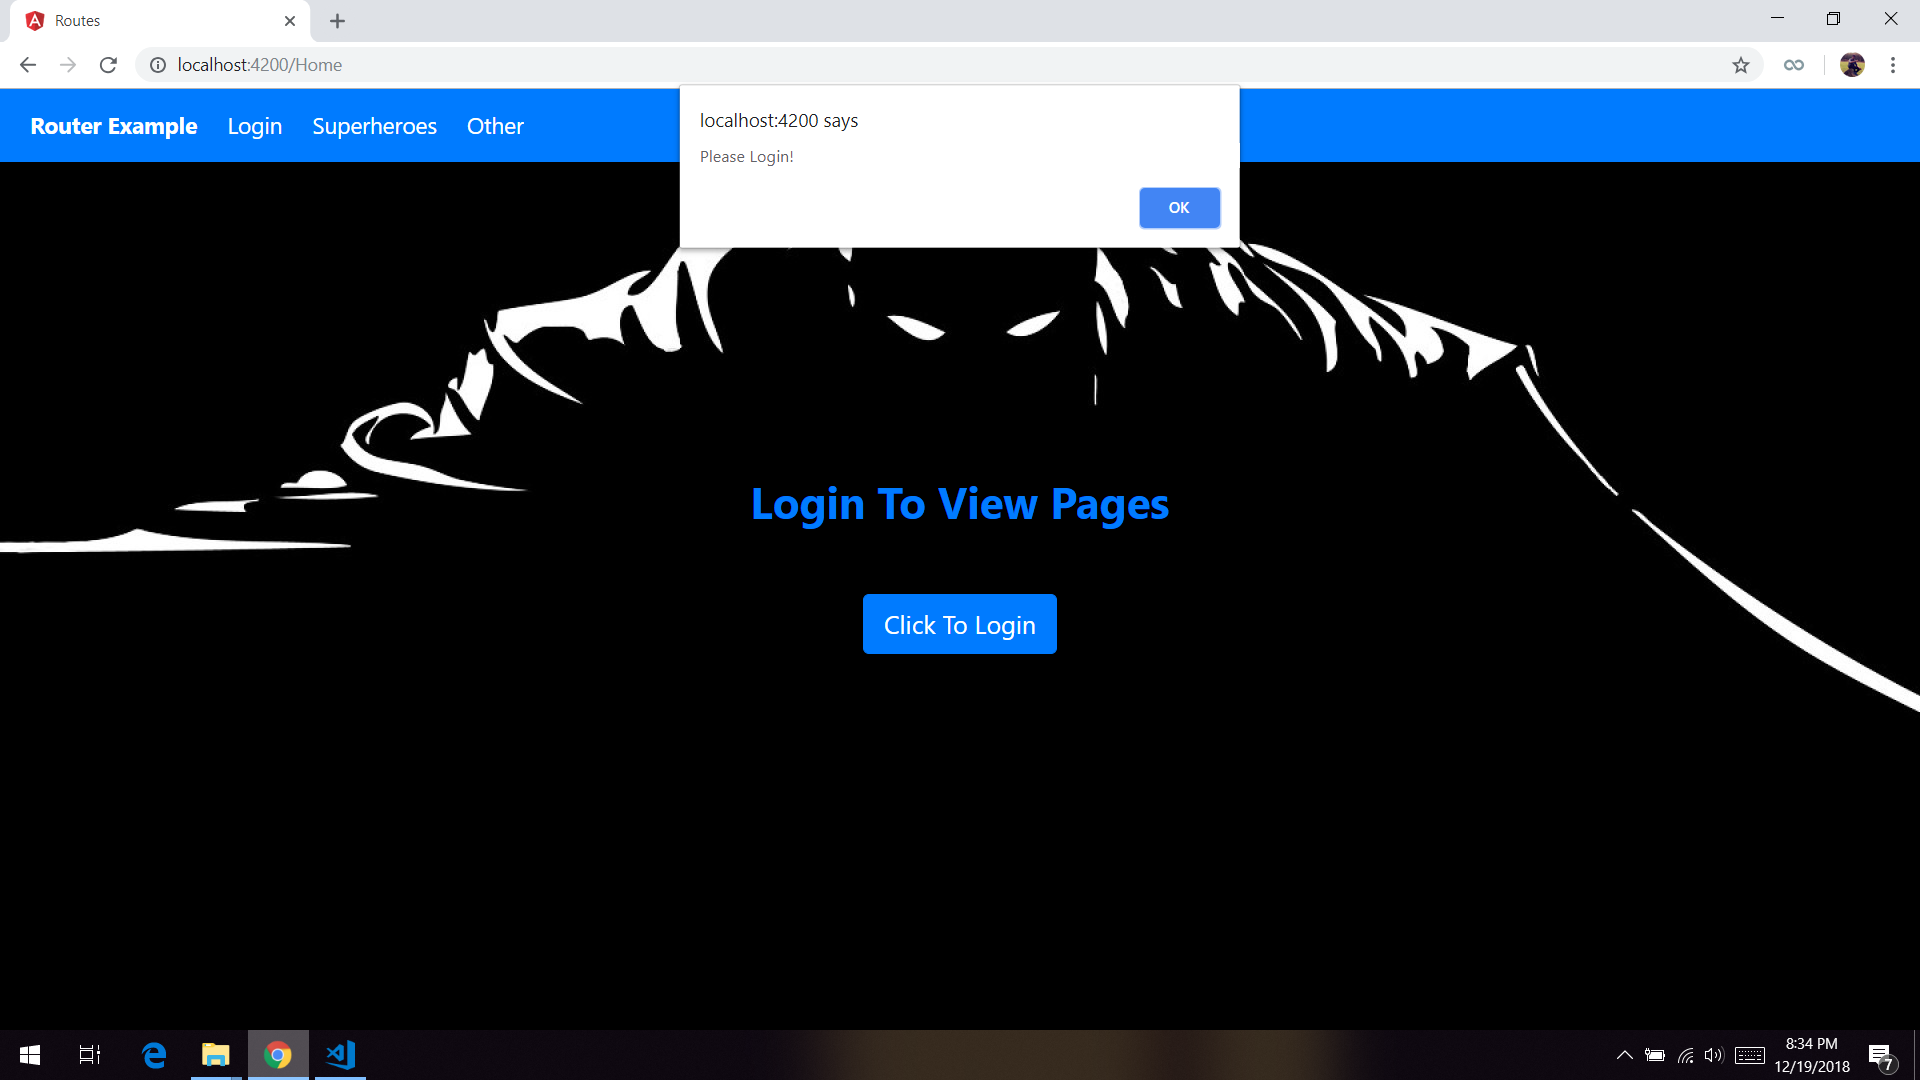 Routes
localhost:4200/Home
Router Example Login Superheroes Other
localhost:4200 says
Please Login!
OK
Login To View Pages
Click To Login
8:34 PM
12/19/2018
7